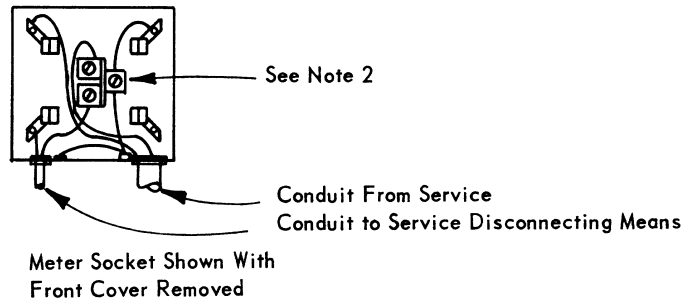 See Note 2
Conduit From Service
Conduit to Service Disconnecting Means
Meter Socket Shown With
Front Cover Removed